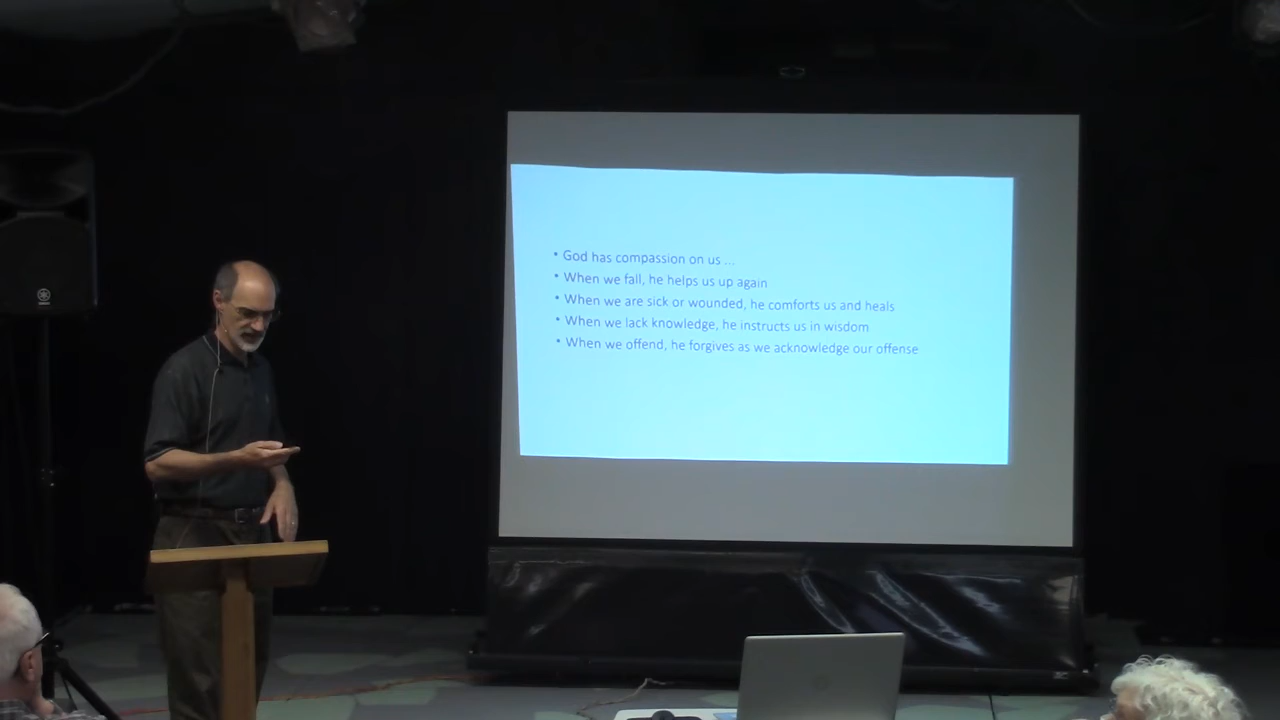 • God has compassion on us ...
• When we fall, he helps us up again
• When we are sick or wounded, he comforts us and heals
• When we lack knowledge, he instructs us in wisdom
• When we offend, he forgives as we acknowledge our offense